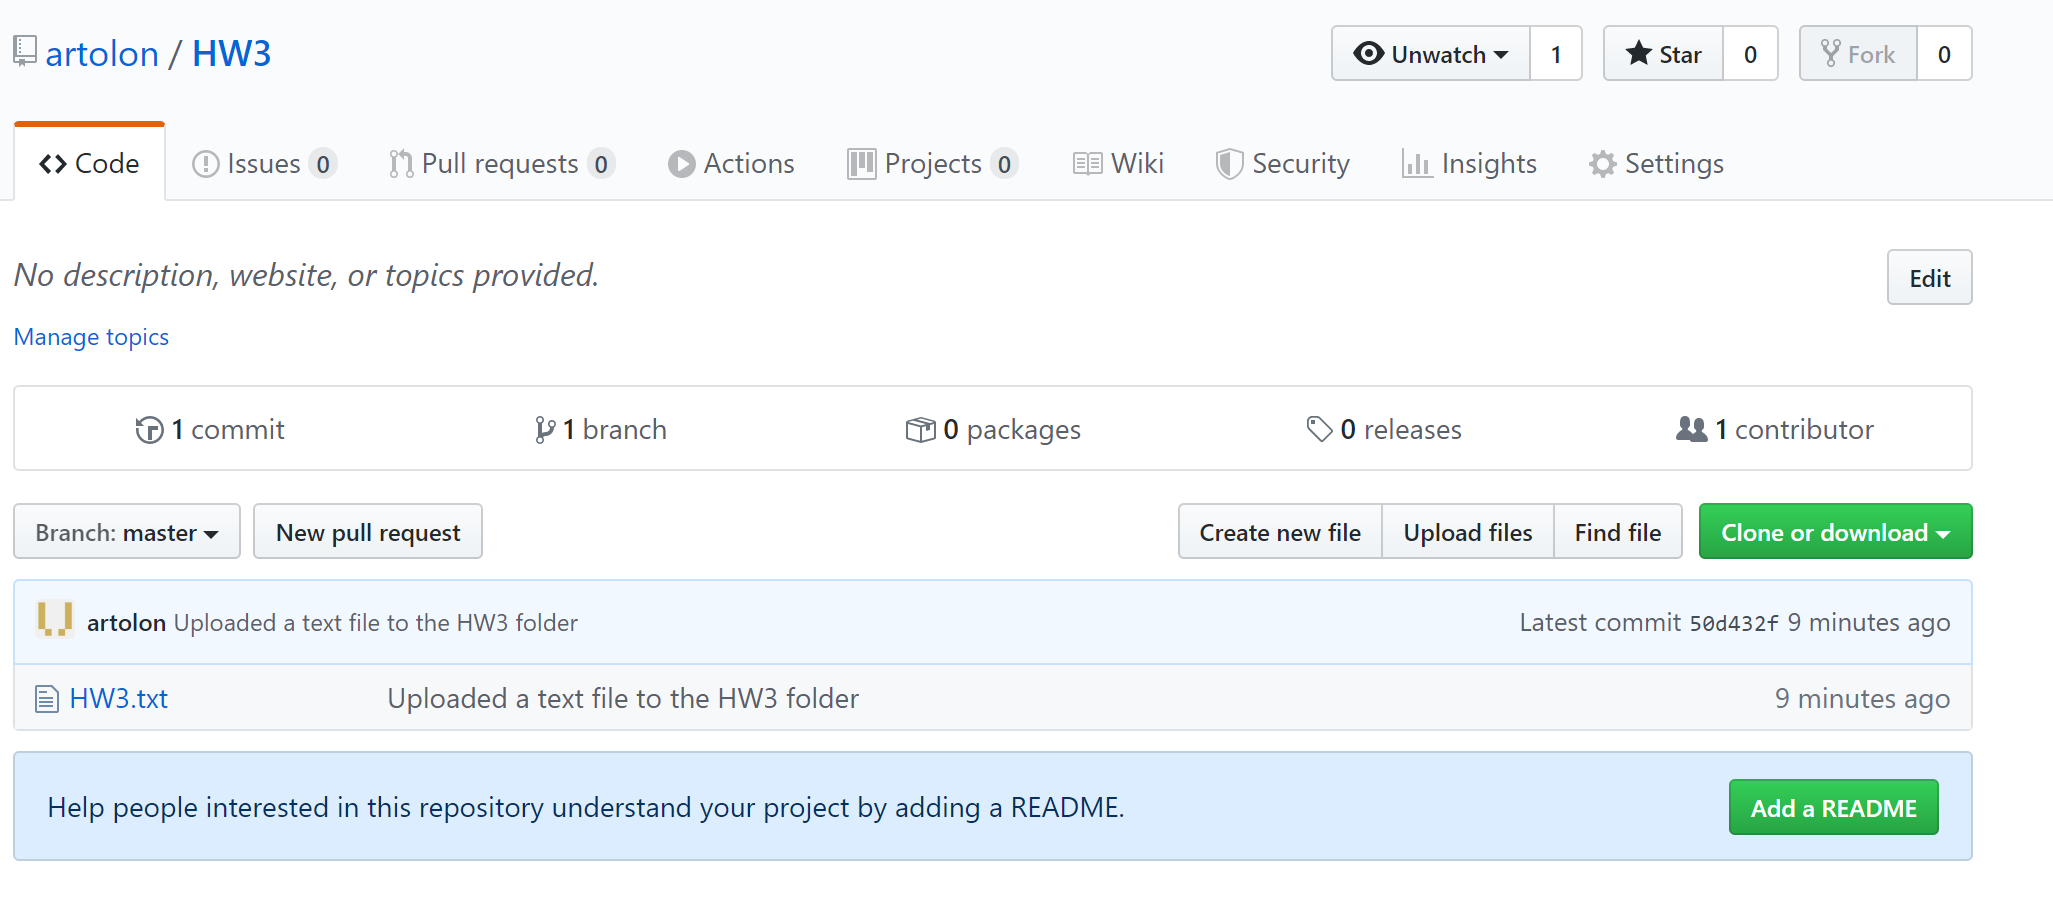 artolon / HW3
Unwatch 1 Star 0 Fork 0
Code Issues 0 Pull requests 0 Actions Projects 0 Wiki Security Insights Settings
No description, website, or topics provided.
Edit
Manage topics
1 commit 1 branch 0 packages 0 releases 1 contributor
Branch: master New pull request Create new file Upload files Find file Clone or download
artolon Uploaded a text file to the HW3 folder Latest commit 50d432f 9 minutes ago
HW3.txt Uploaded a text file to the HW3 folder 9 minutes ago
Help people interested in this repository understand your project by adding a README. Add a README